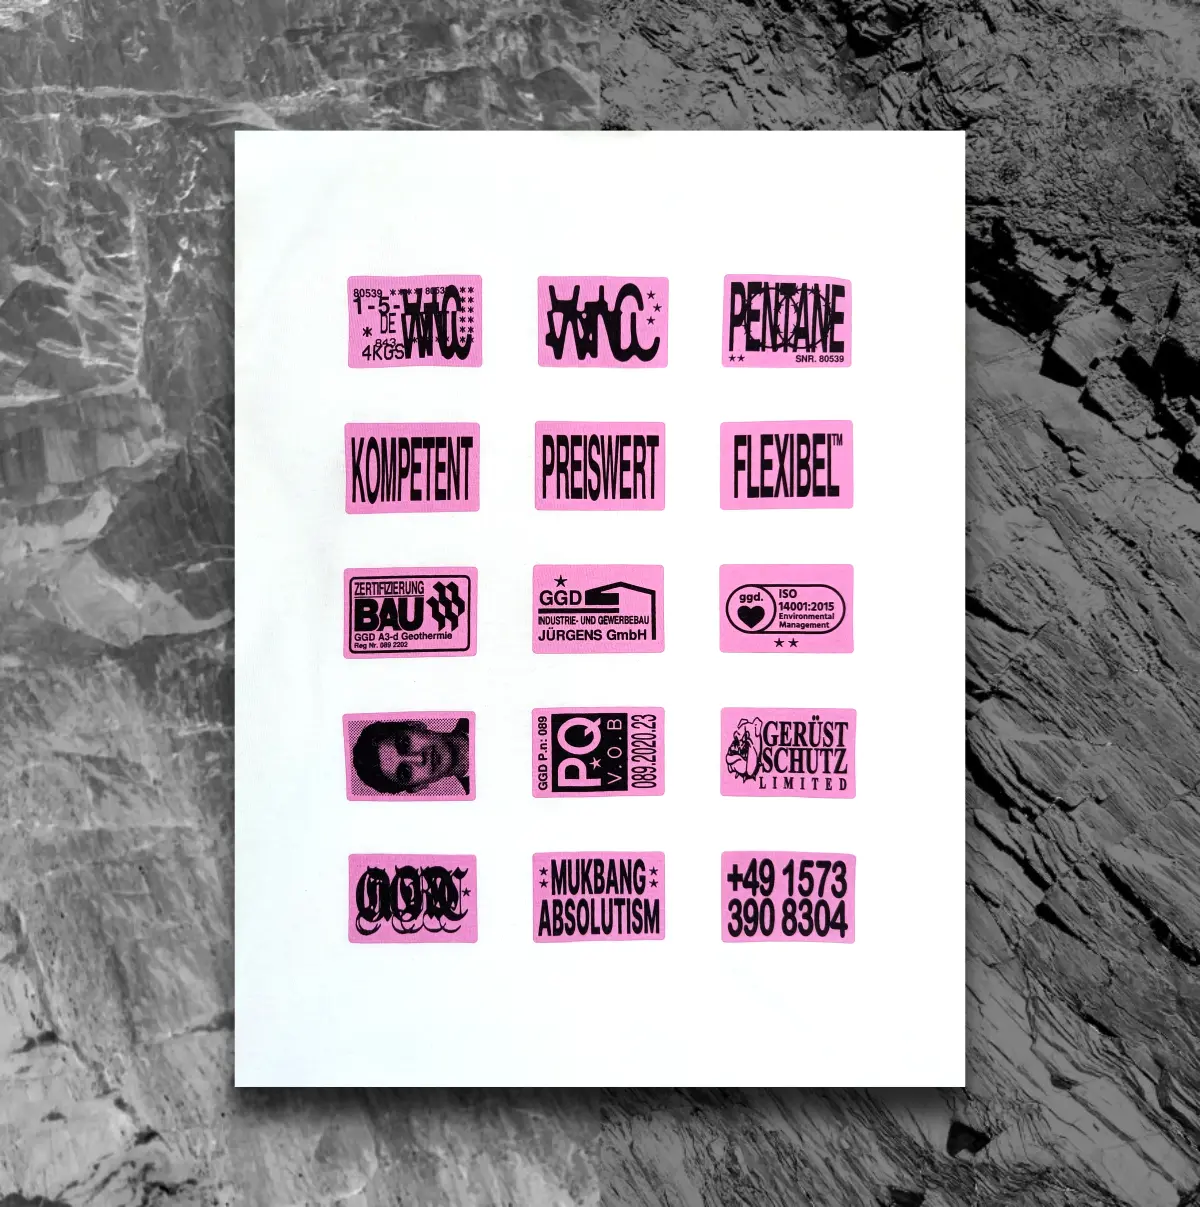 80539
1-5-
DE
843
4KGS
PENTANE
SNR. 80539
KOMPETENT
PREISWERT
FLEXIBEL™
ZERTIFIZIERUNG
BAU
GGD A3-d Geothermie
Reg Nr. 089 2202
GGD
INDUSTRIE- UND GEWERBEBAU
JÜRGENS GmbH
ggd.
ISO
14001:2015
Environmental
Management
GGD P.n: 089
PQ
V.O.B
089.2020.23
GERÜST
SCHUTZ
LIMITED
MUKBANG
ABSOLUTISM
+49 1573
390 8304